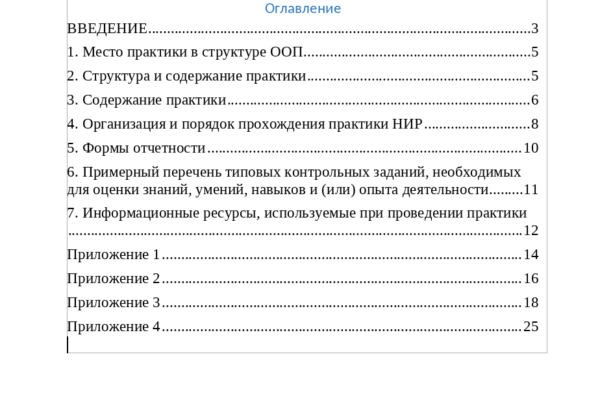 Оглавление
ВВЕДЕНИЕ....................................................................................................3
1. Место практики в структуре ООП............................................................5
2. Структура и содержание практики...........................................................5
3. Содержание практики................................................................................6
4. Организация и порядок прохождения практики НИР............................8
5. Формы отчетности....................................................................................10
6. Примерный перечень типовых контрольных заданий, необходимых
для оценки знаний, умений, навыков и (или) опыта деятельности.........11
7. Информационные ресурсы, используемые при проведении практики
........................................................................................................................12
Приложение 1................................................................................................14
Приложение 2................................................................................................16
Приложение 3................................................................................................18
Приложение 4................................................................................................25